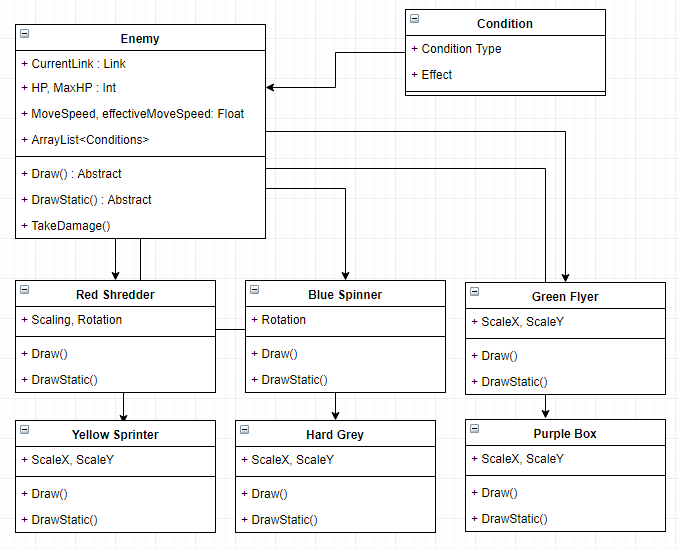 Enemy
+ CurrentLink : Link
+ HP, MaxHP : Int
+ MoveSpeed, effectiveMoveSpeed: Float
+ ArrayList<Conditions>
+ Draw() : Abstract
+ DrawStatic() : Abstract
+ TakeDamage()
Condition
+ Condition Type
+ Effect
Red Shredder
+ Scaling, Rotation
+ Draw()
+ DrawStatic()
Blue Spinner
+ Rotation
+ Draw()
+ DrawStatic()
Green Flyer
+ ScaleX, ScaleY
+ Draw()
+ DrawStatic()
Yellow Sprinter
+ ScaleX, ScaleY
+ Draw()
+ DrawStatic()
Hard Grey
+ ScaleX, ScaleY
+ Draw()
+ DrawStatic()
Purple Box
+ ScaleX, ScaleY
+ Draw()
+ DrawStatic()